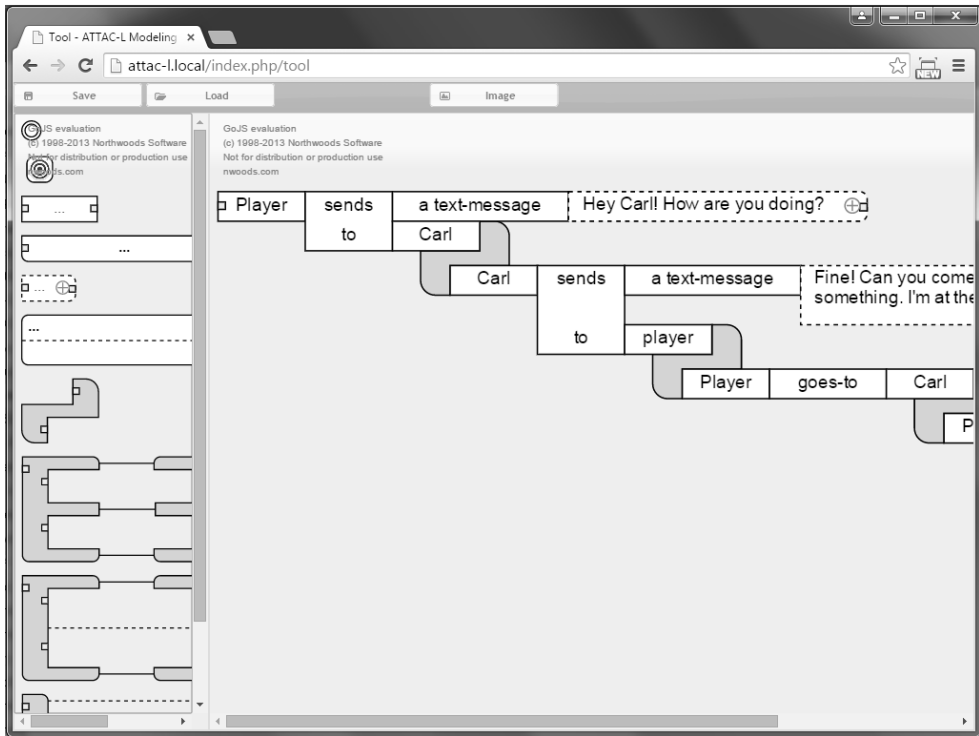 Tool - ATTAC-L Modeling
attac-l.local/index.php/tool
NEW
Save
Load
Image
GoJS evaluation
(c) 1998-2013 Northwoods Software
Not for distribution or production use
nwoods.com
...
...
...
...
GoJS evaluation
(c) 1998-2013 Northwoods Software
Not for distribution or production use
nwoods.com
Player sends a text-message Hey Carl! How are you doing?
to Carl
Carl sends a text-message Fine! Can you come
something. I'm at the
to player
Player goes-to Carl
P